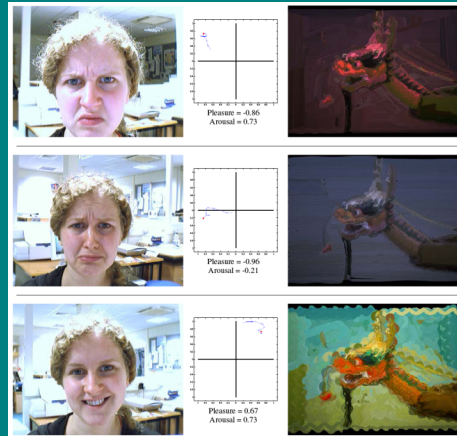 Pleasure = -0.86
Arousal = 0.73
Pleasure = -0.96
Arousal = -0.21
Pleasure = 0.67
Arousal = 0.73